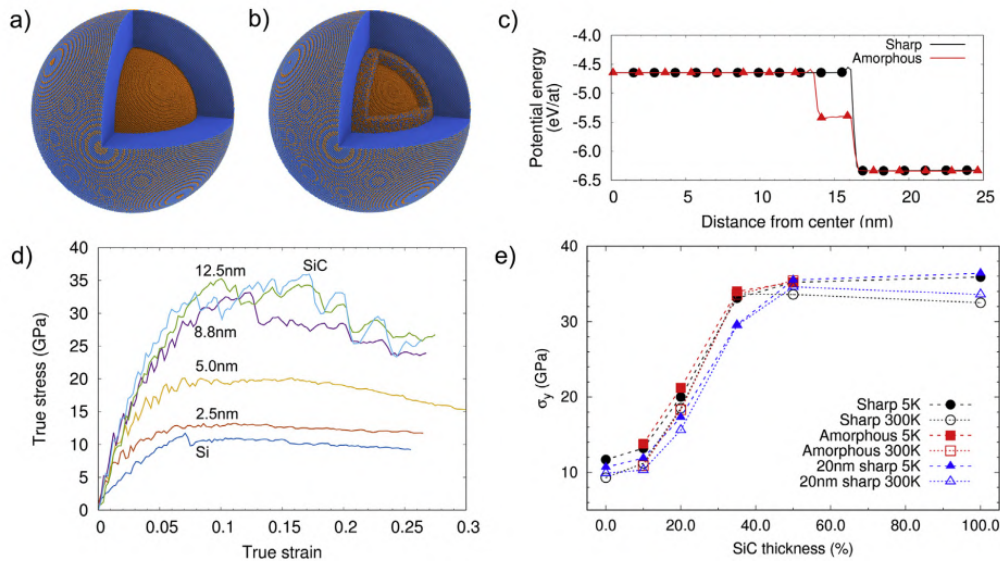 a)
b)
c)
-4.0
-4.5
-5.0
-5.5
-6.0
-6.5
Potential energy
(eV/at)
Sharp
Amorphous
0
5
10
15
20
25
Distance from center (nm)
d)
40
35
30
25
20
15
10
5
0
True stress (GPa)
12.5nm
SiC
8.8nm
5.0nm
2.5nm
Si
0
0.05
0.1
0.15
0.2
0.25
0.3
True strain
e)
40
30
20
10
σy (GPa)
Sharp 5K
Sharp 300K
Amorphous 5K
Amorphous 300K
20nm sharp 5K
20nm sharp 300K
0.0
20.0
40.0
60.0
80.0
100.0
SiC thickness (%)